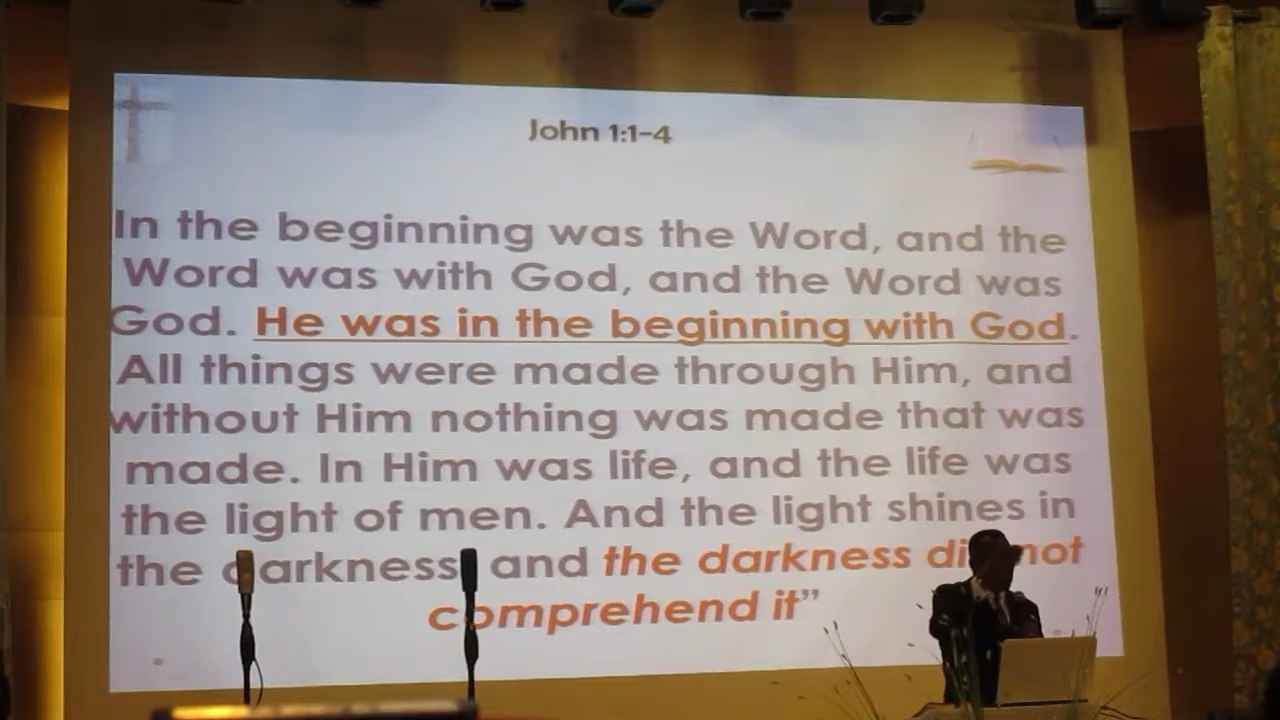 John 1:1-4
In the beginning was the Word, and the
Word was with God, and the Word was
God. He was in the beginning with God.
All things were made through Him, and
without Him nothing was made that was
made. In Him was life, and the life was
the light of men. And the light shines in
the darkness, and the darkness did not
comprehend it”